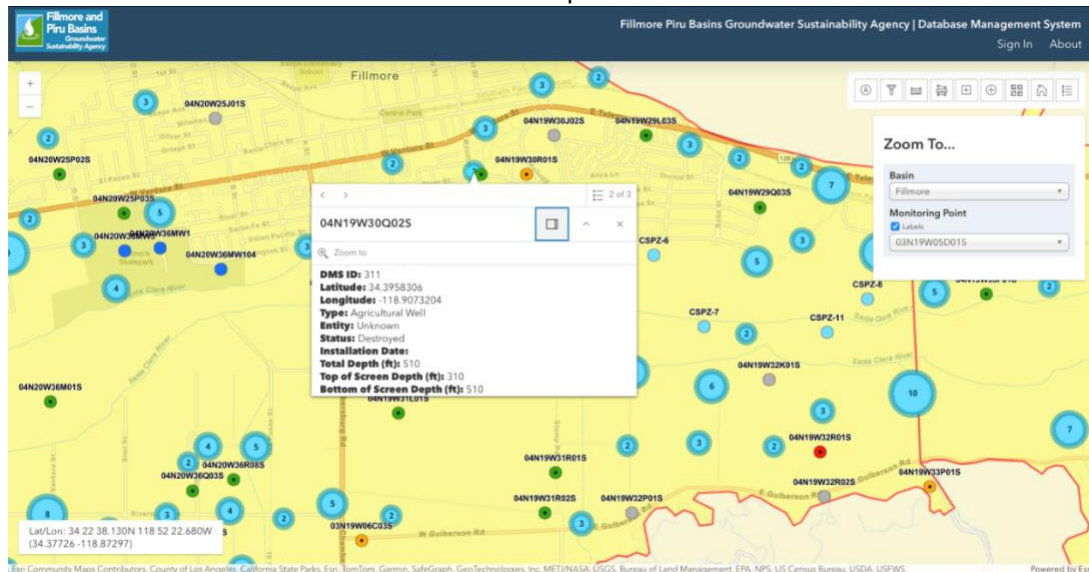 Fillmore and
Piru Basins
Groundwater
Sustainability Agency
Fillmore Piru Basins Groundwater Sustainability Agency | Database Management System
Sign In About
+
−
Fillmore
Zoom To...
Basin
Fillmore
Monitoring Point
Labels
03N19W05D01S
04N20W25J01S
04N19W30J02S
04N19W29L03S
04N20W25P02S
04N19W30R01S
04N20W25P03S
04N19W29Q03S
04N20W36MW1
04N20W36MW104
CSPZ-6
CSPZ-8
CSPZ-7
CSPZ-11
2 of 3
04N19W30Q02S
Zoom to
DMS ID: 311
Latitude: 34.3958306
Longitude: -118.9073204
Type: Agricultural Well
Entity: Unknown
Status: Destroyed
Installation Date:
Total Depth (ft): 510
Top of Screen Depth (ft): 310
Bottom of Screen Depth (ft): 510
04N19W32K01S
04N20W36M01S
04N19W31L01S
04N19W32R01S
04N19W31R01S
04N20W36R08S
04N20W36Q03S
04N19W33P01S
04N19W32R02S
04N19W31R02S
04N19W32P01S
03N19W06C03S
W Guiberson Rd
E Guiberson Rd
Santa Clara River
Lat/Lon: 34 22 38.130N 118 52 22.680W
(34.37726 -118.87297)
Esri Community Maps Contributors, County of Los Angeles, California State Parks, Esri, TomTom, Garmin, SafeGraph, GeoTechnologies, Inc, METI/NASA, USGS, Bureau of Land Management, EPA, NPS, US Census Bureau, USDA, USFWS
Powered by Esri